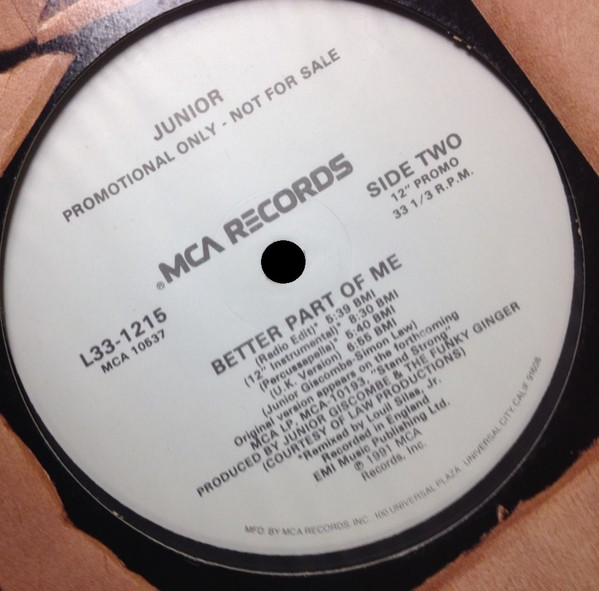 JUNIOR
PROMOTIONAL ONLY - NOT FOR SALE
® MCA RECORDS
SIDE TWO
12" PROMO
33 1/3 R.P.M.
L33-1215
MCA 10537
BETTER PART OF ME
(Radio Edit)* 5:39 BMI
(12" Instrumental)* 8:30 BMI
(Percussapella)* 5:40 BMI
(U.K. Version) 6:55 BMI
(Junior Giscombe-Simon Law)
Original version appears on the forthcoming
MCA LP, MCA-10193, "Stand Strong"
PRODUCED BY JUNIOR GISCOMBE & THE FUNKY GINGER
(COURTESY OF LAW PRODUCTIONS)
*Remixed by Louil Silas, Jr.
Recorded in England
EMI Music Publishing Ltd.
℗ 1991 MCA
Records, Inc.
MFD. BY MCA RECORDS, INC., 100 UNIVERSAL PLAZA, UNIVERSAL CITY, CALIF. 91608